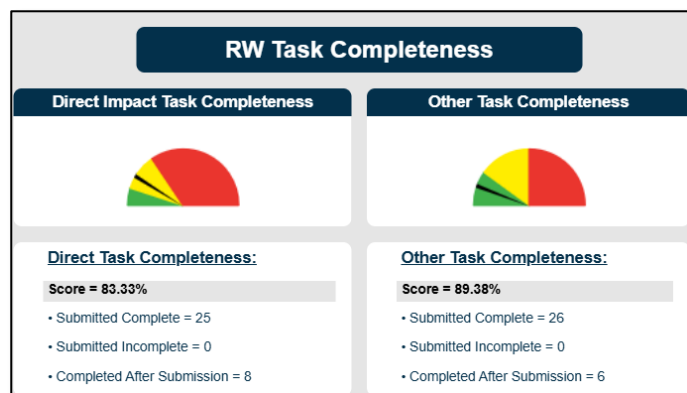 RW Task Completeness
Direct Impact Task Completeness
Other Task Completeness
Direct Task Completeness:
Score = 83.33%
• Submitted Complete = 25
• Submitted Incomplete = 0
• Completed After Submission = 8
Other Task Completeness:
Score = 89.38%
• Submitted Complete = 26
• Submitted Incomplete = 0
• Completed After Submission = 6